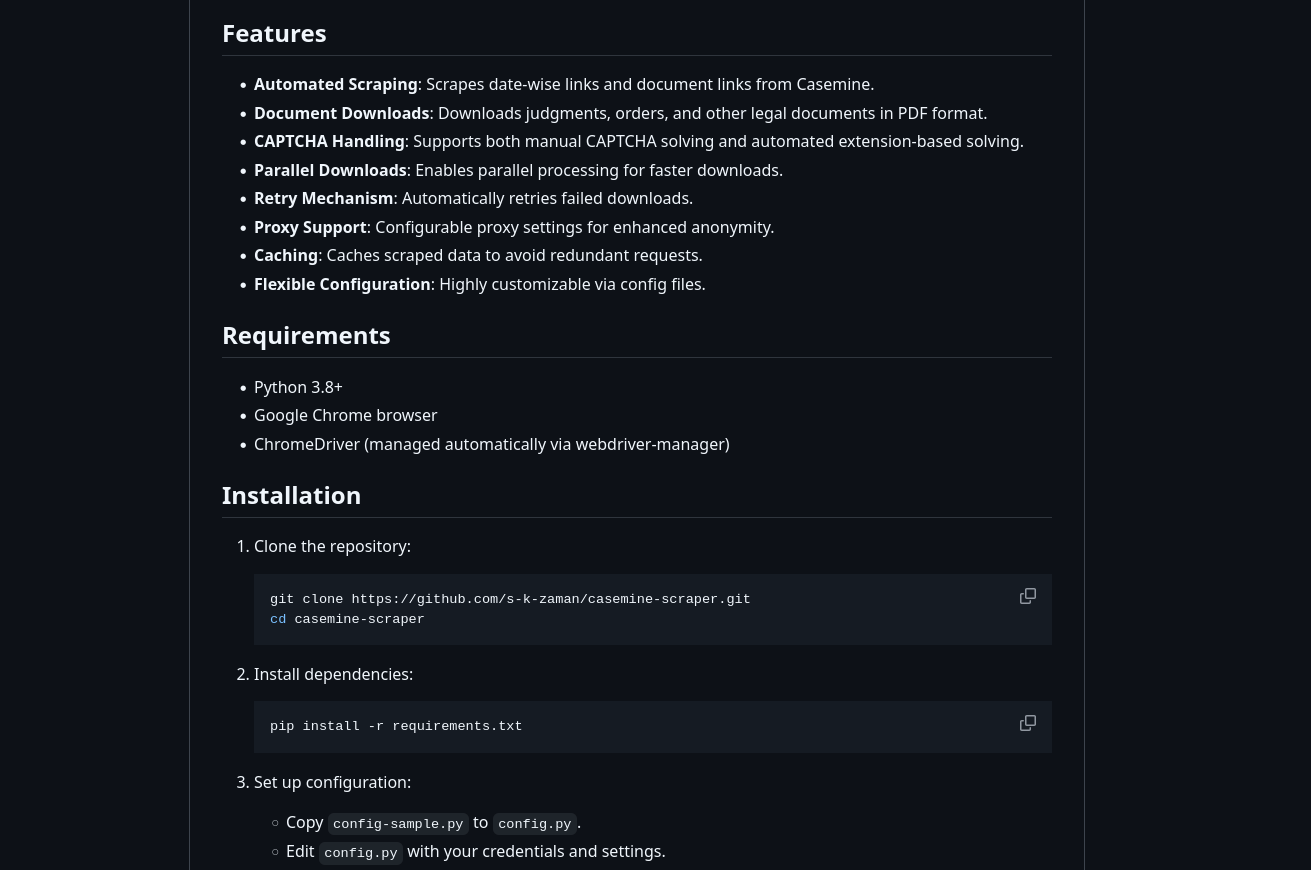 Features
• Automated Scraping: Scrapes date-wise links and document links from Casemine.
• Document Downloads: Downloads judgments, orders, and other legal documents in PDF format.
• CAPTCHA Handling: Supports both manual CAPTCHA solving and automated extension-based solving.
• Parallel Downloads: Enables parallel processing for faster downloads.
• Retry Mechanism: Automatically retries failed downloads.
• Proxy Support: Configurable proxy settings for enhanced anonymity.
• Caching: Caches scraped data to avoid redundant requests.
• Flexible Configuration: Highly customizable via config files.
Requirements
• Python 3.8+
• Google Chrome browser
• ChromeDriver (managed automatically via webdriver-manager)
Installation
1. Clone the repository:
git clone https://github.com/s-k-zaman/casemine-scraper.git
cd casemine-scraper
2. Install dependencies:
pip install -r requirements.txt
3. Set up configuration:
○ Copy config-sample.py to config.py.
○ Edit config.py with your credentials and settings.